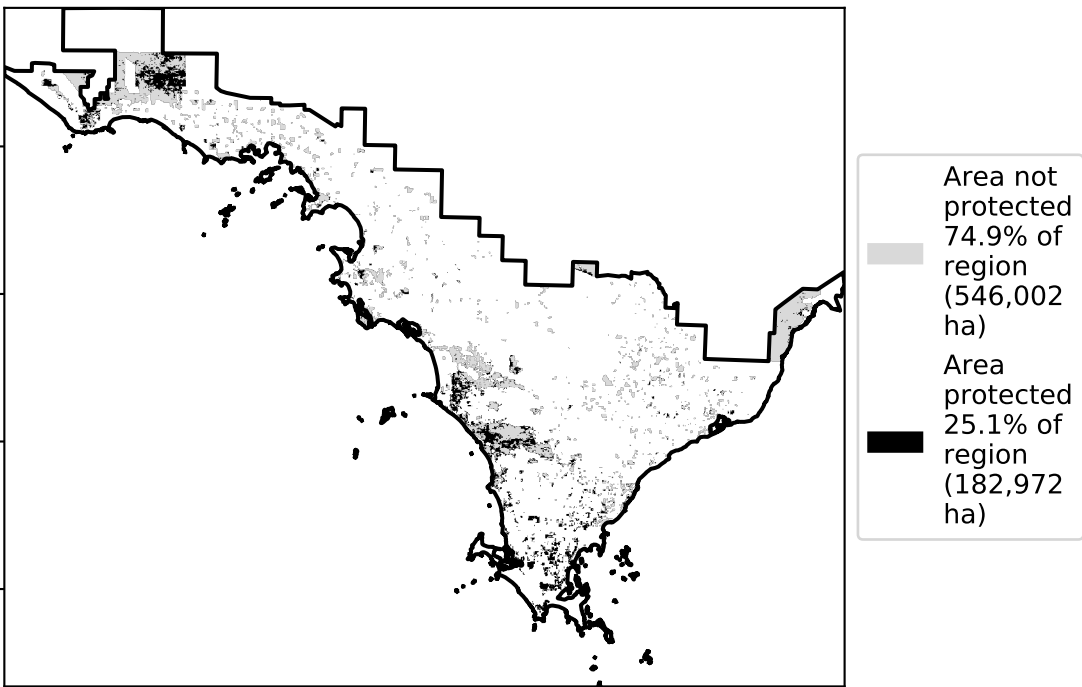 Area not
protected
74.9% of
region
(546,002
ha)
Area
protected
25.1% of
region
(182,972
ha)